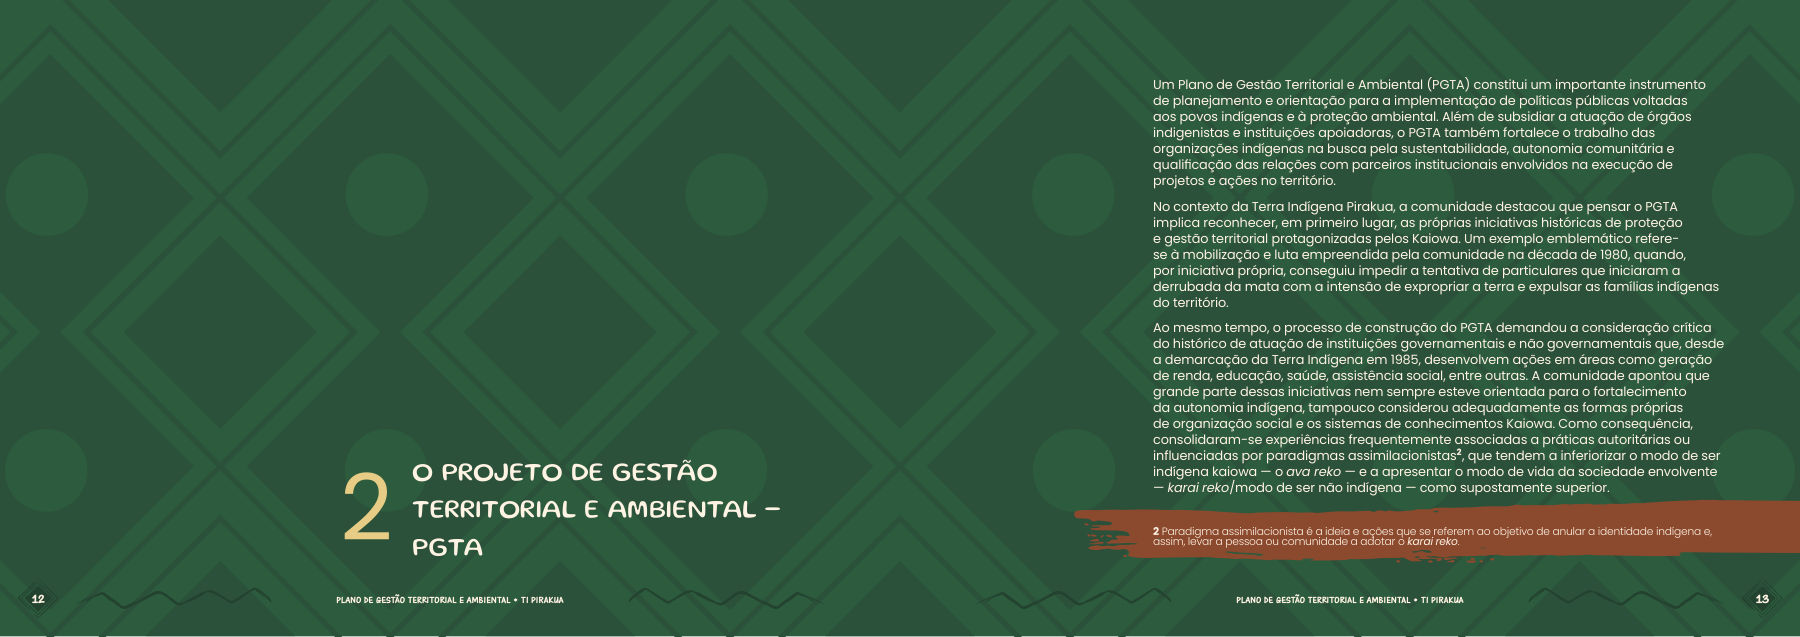 2
O PROJETO DE GESTÃO
TERRITORIAL E AMBIENTAL –
PGTA
12
PLANO DE GESTÃO TERRITORIAL E AMBIENTAL • TI PIRAKUA
Um Plano de Gestão Territorial e Ambiental (PGTA) constitui um importante instrumento
de planejamento e orientação para a implementação de políticas públicas voltadas
aos povos indígenas e à proteção ambiental. Além de subsidiar a atuação de órgãos
indigenistas e instituições apoiadoras, o PGTA também fortalece o trabalho das
organizações indígenas na busca pela sustentabilidade, autonomia comunitária e
qualificação das relações com parceiros institucionais envolvidos na execução de
projetos e ações no território.
No contexto da Terra Indígena Pirakua, a comunidade destacou que pensar o PGTA
implica reconhecer, em primeiro lugar, as próprias iniciativas históricas de proteção
e gestão territorial protagonizadas pelos Kaiowa. Um exemplo emblemático refere-
se à mobilização e luta empreendida pela comunidade na década de 1980, quando,
por iniciativa própria, conseguiu impedir a tentativa de particulares que iniciaram a
derrubada da mata com a intensão de expropriar a terra e expulsar as famílias indígenas
do território.
Ao mesmo tempo, o processo de construção do PGTA demandou a consideração crítica
do histórico de atuação de instituições governamentais e não governamentais que, desde
a demarcação da Terra Indígena em 1985, desenvolvem ações em áreas como geração
de renda, educação, saúde, assistência social, entre outras. A comunidade apontou que
grande parte dessas iniciativas nem sempre esteve orientada para o fortalecimento
da autonomia indígena, tampouco considerou adequadamente as formas próprias
de organização social e os sistemas de conhecimentos Kaiowa. Como consequência,
consolidaram-se experiências frequentemente associadas a práticas autoritárias ou
influenciadas por paradigmas assimilacionistas², que tendem a inferiorizar o modo de ser
indígena kaiowa — o ava reko — e a apresentar o modo de vida da sociedade envolvente
— karai reko/modo de ser não indígena — como supostamente superior.
2 Paradigma assimilacionista é a ideia e ações que se referem ao objetivo de anular a identidade indígena e,
assim, levar a pessoa ou comunidade a adotar o karai reko.
PLANO DE GESTÃO TERRITORIAL E AMBIENTAL • TI PIRAKUA
13